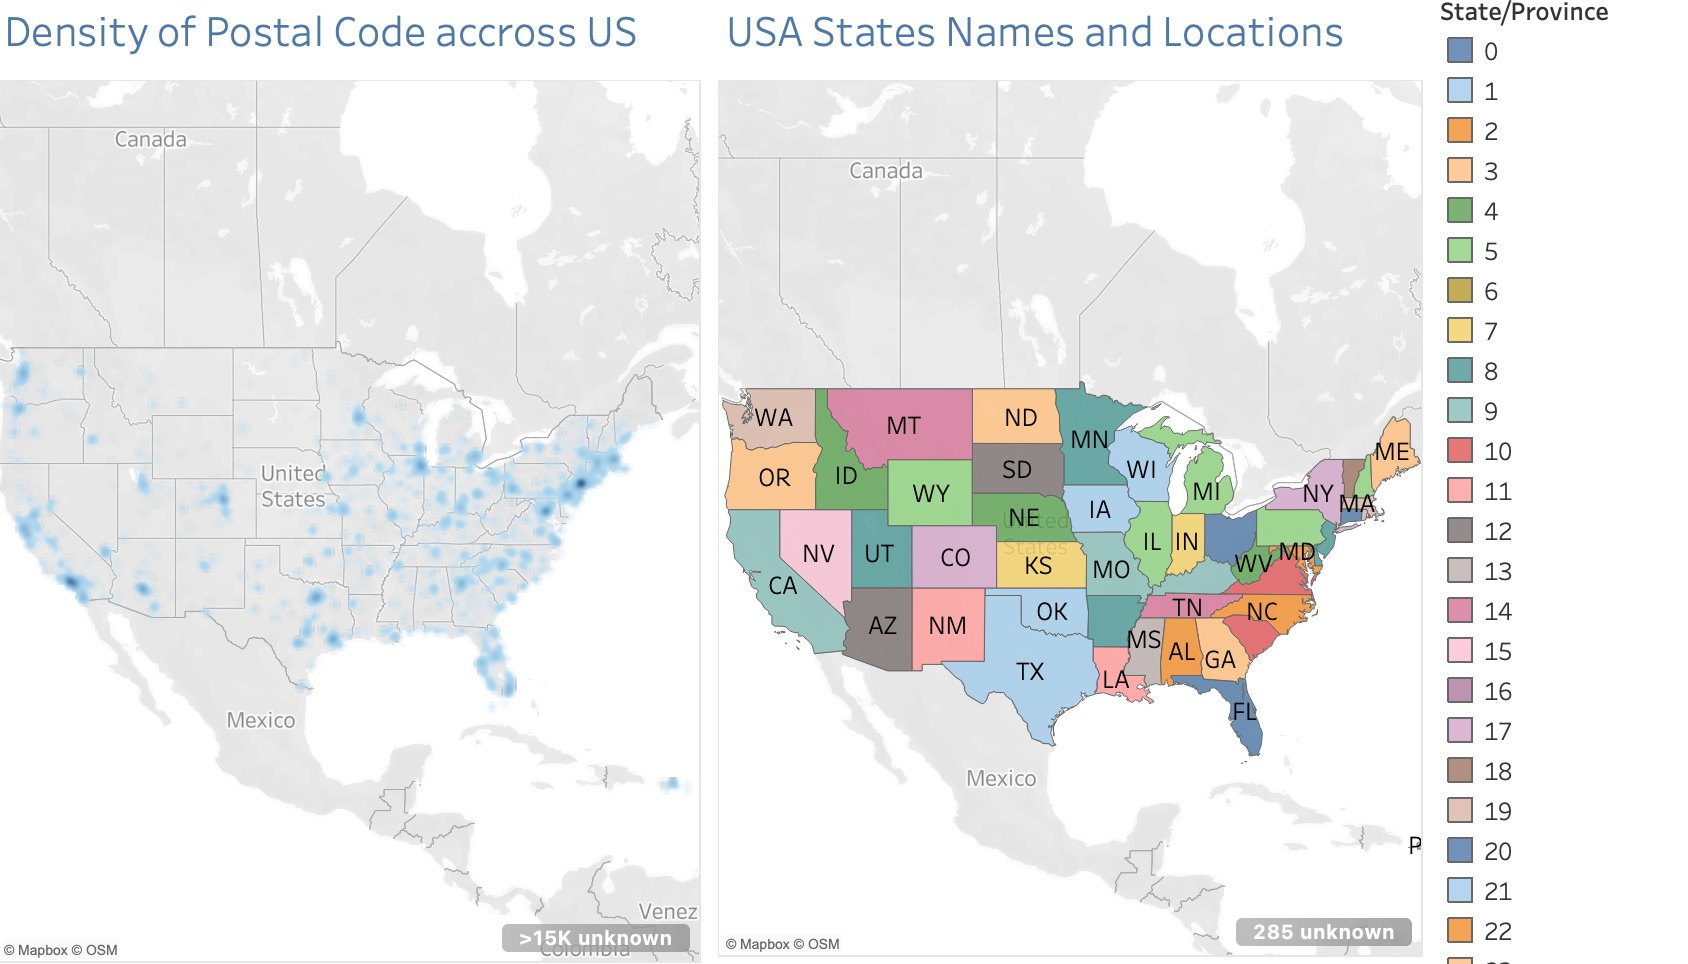 Density of Postal Code accross US
Canada
United
States
Mexico
Venez
>15K unknown
Colombia
© Mapbox © OSM
USA States Names and Locations
Canada
WA
MT
ND
MN
ME
OR
ID
SD
WI
WY
MI
NY
MA
NE
United
States
IA
NV
UT
CO
KS
IL
IN
MD
CA
MO
WV
AZ
NM
OK
TN
NC
TX
MS
AL
GA
LA
FL
Mexico
P
285 unknown
© Mapbox © OSM
State/Province
0
1
2
3
4
5
6
7
8
9
10
11
12
13
14
15
16
17
18
19
20
21
22